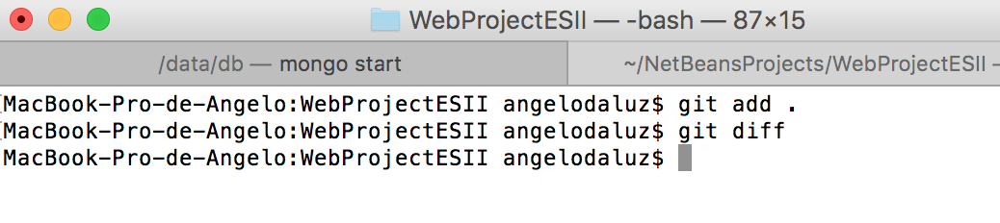 WebProjectESII — -bash — 87×15
/data/db — mongo start
~/NetBeansProjects/WebProjectESII —
MacBook-Pro-de-Angelo:WebProjectESII angelodaluz$ git add .
MacBook-Pro-de-Angelo:WebProjectESII angelodaluz$ git diff
MacBook-Pro-de-Angelo:WebProjectESII angelodaluz$